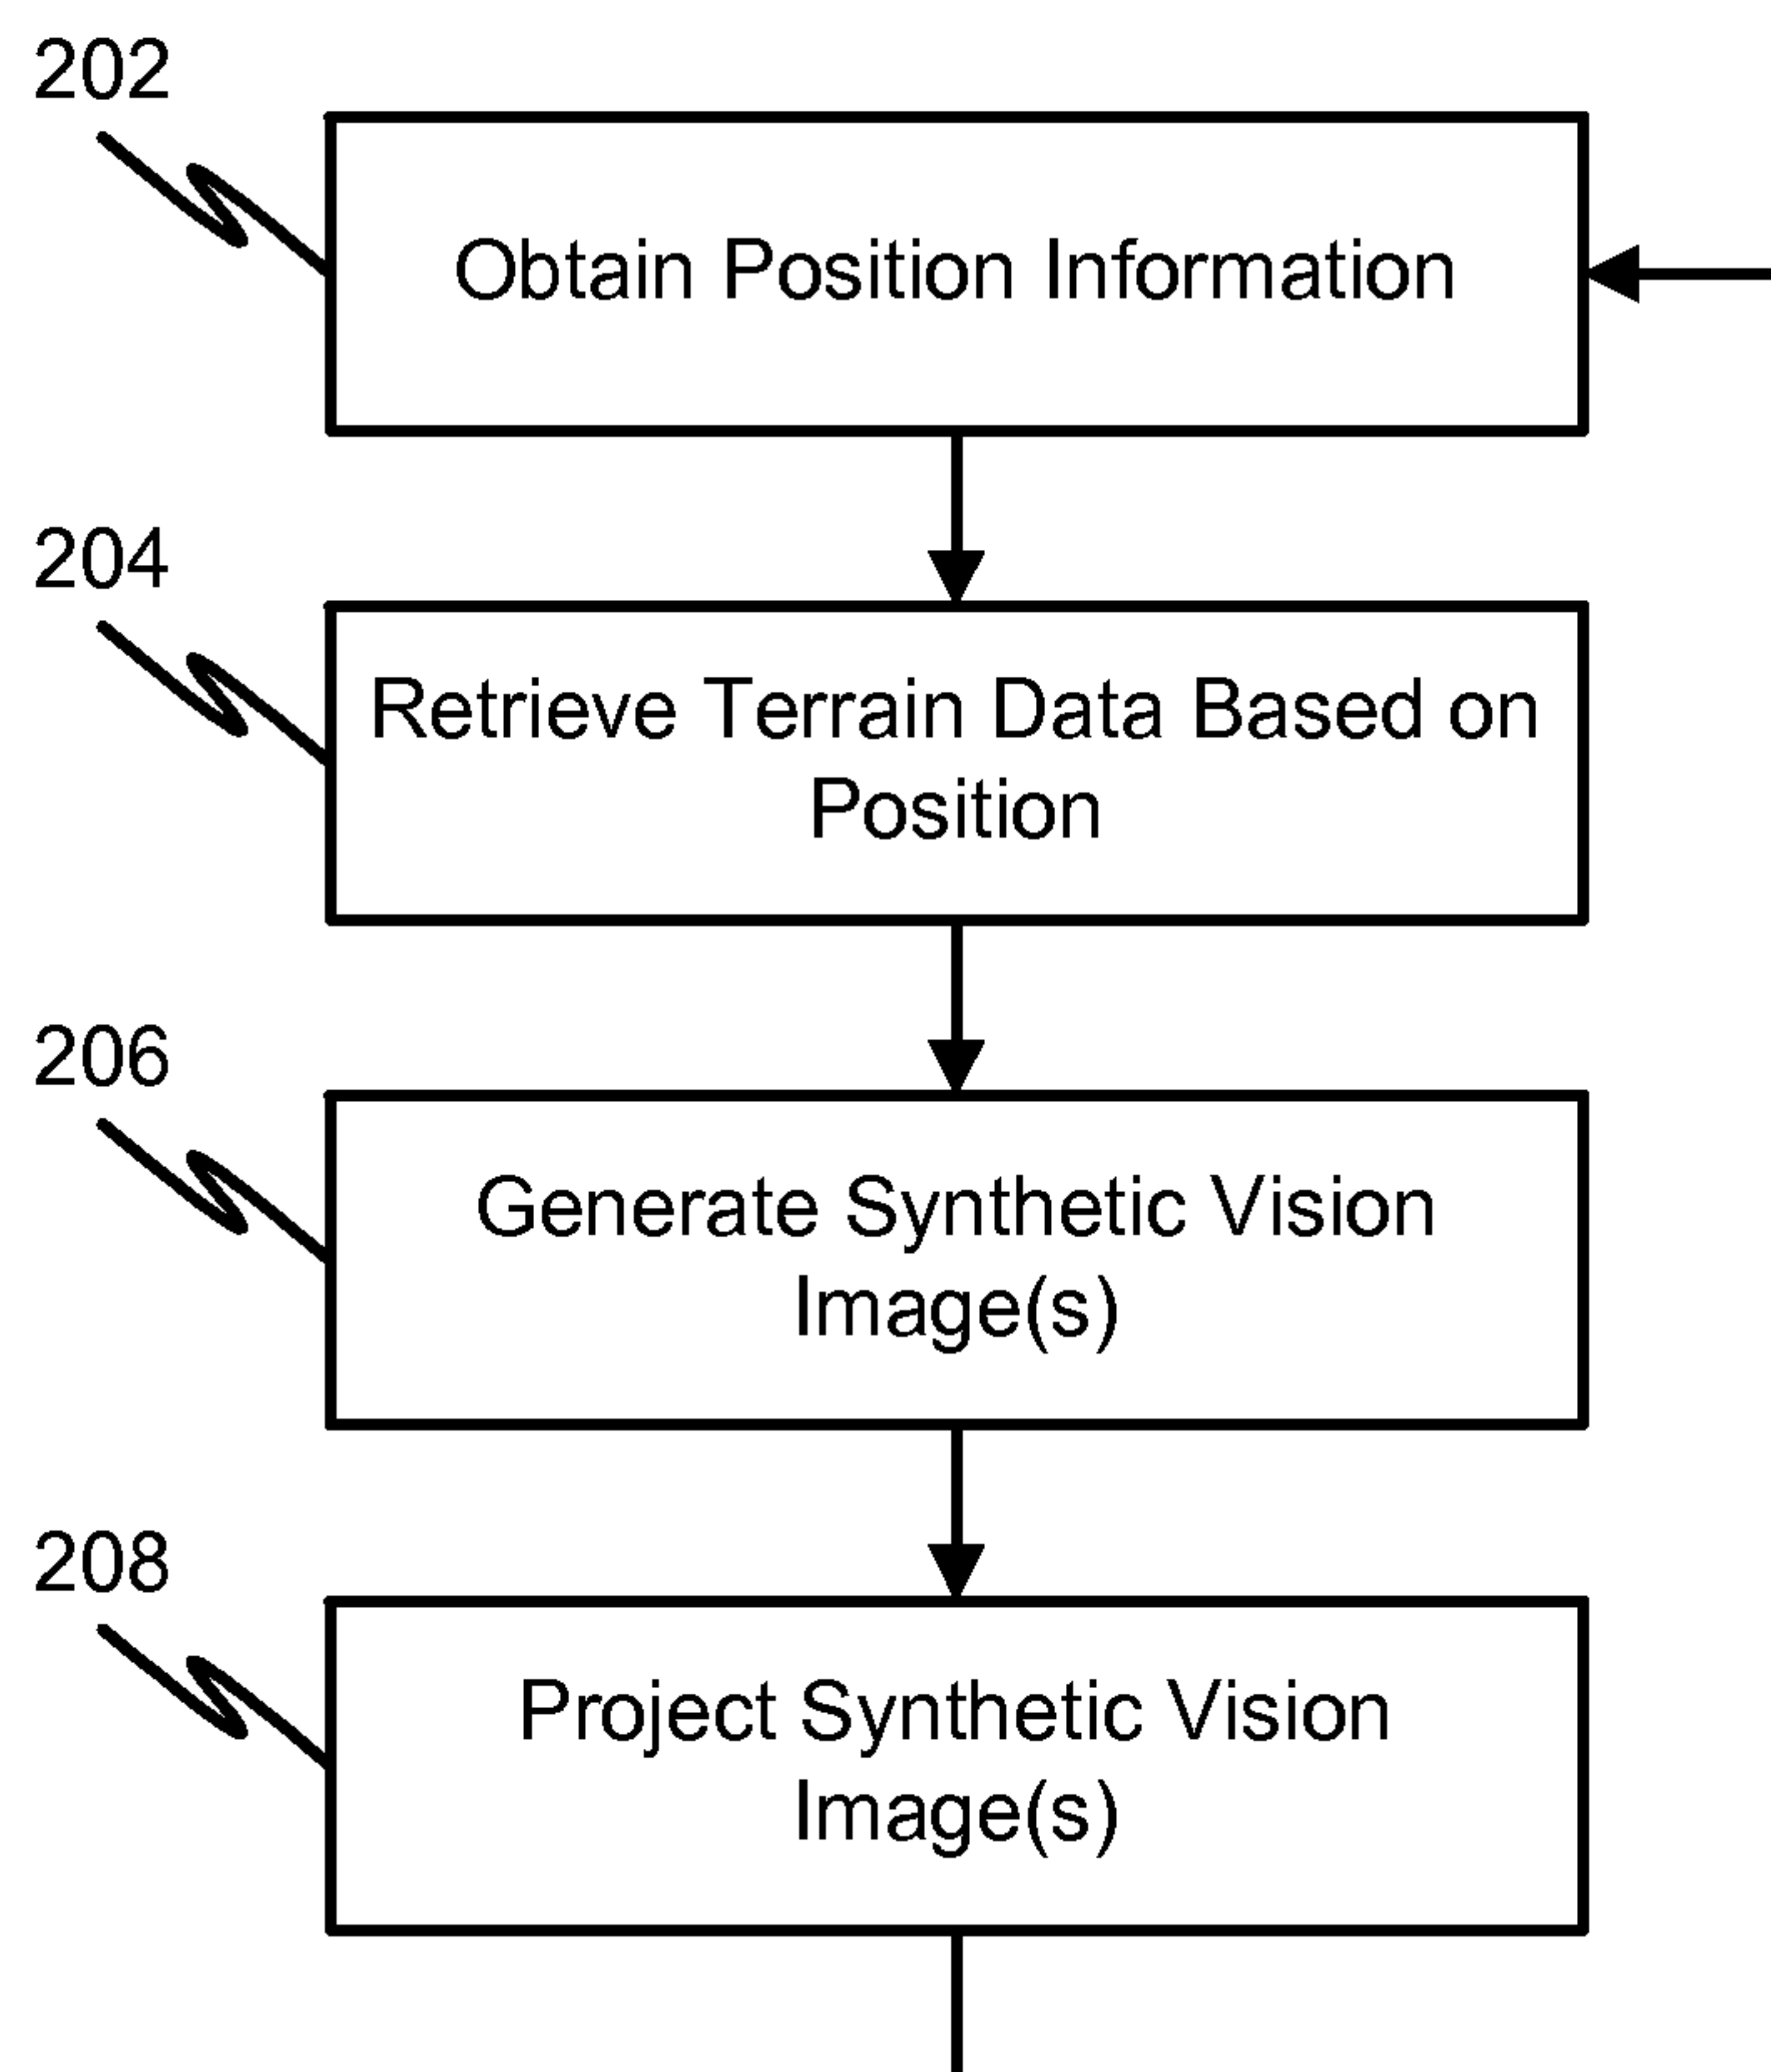 202
Obtain Position Information
204
Retrieve Terrain Data Based on
Position
206
Generate Synthetic Vision
Image(s)
208
Project Synthetic Vision
Image(s)